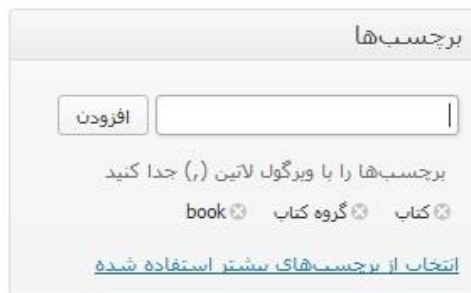 برچسب‌ها
افزودن
برچسب‌ها را با ویرگول لاتین (,) جدا کنید
کتاب گروه کتاب book
انتخاب از برچسب‌های بیشتر استفاده شده